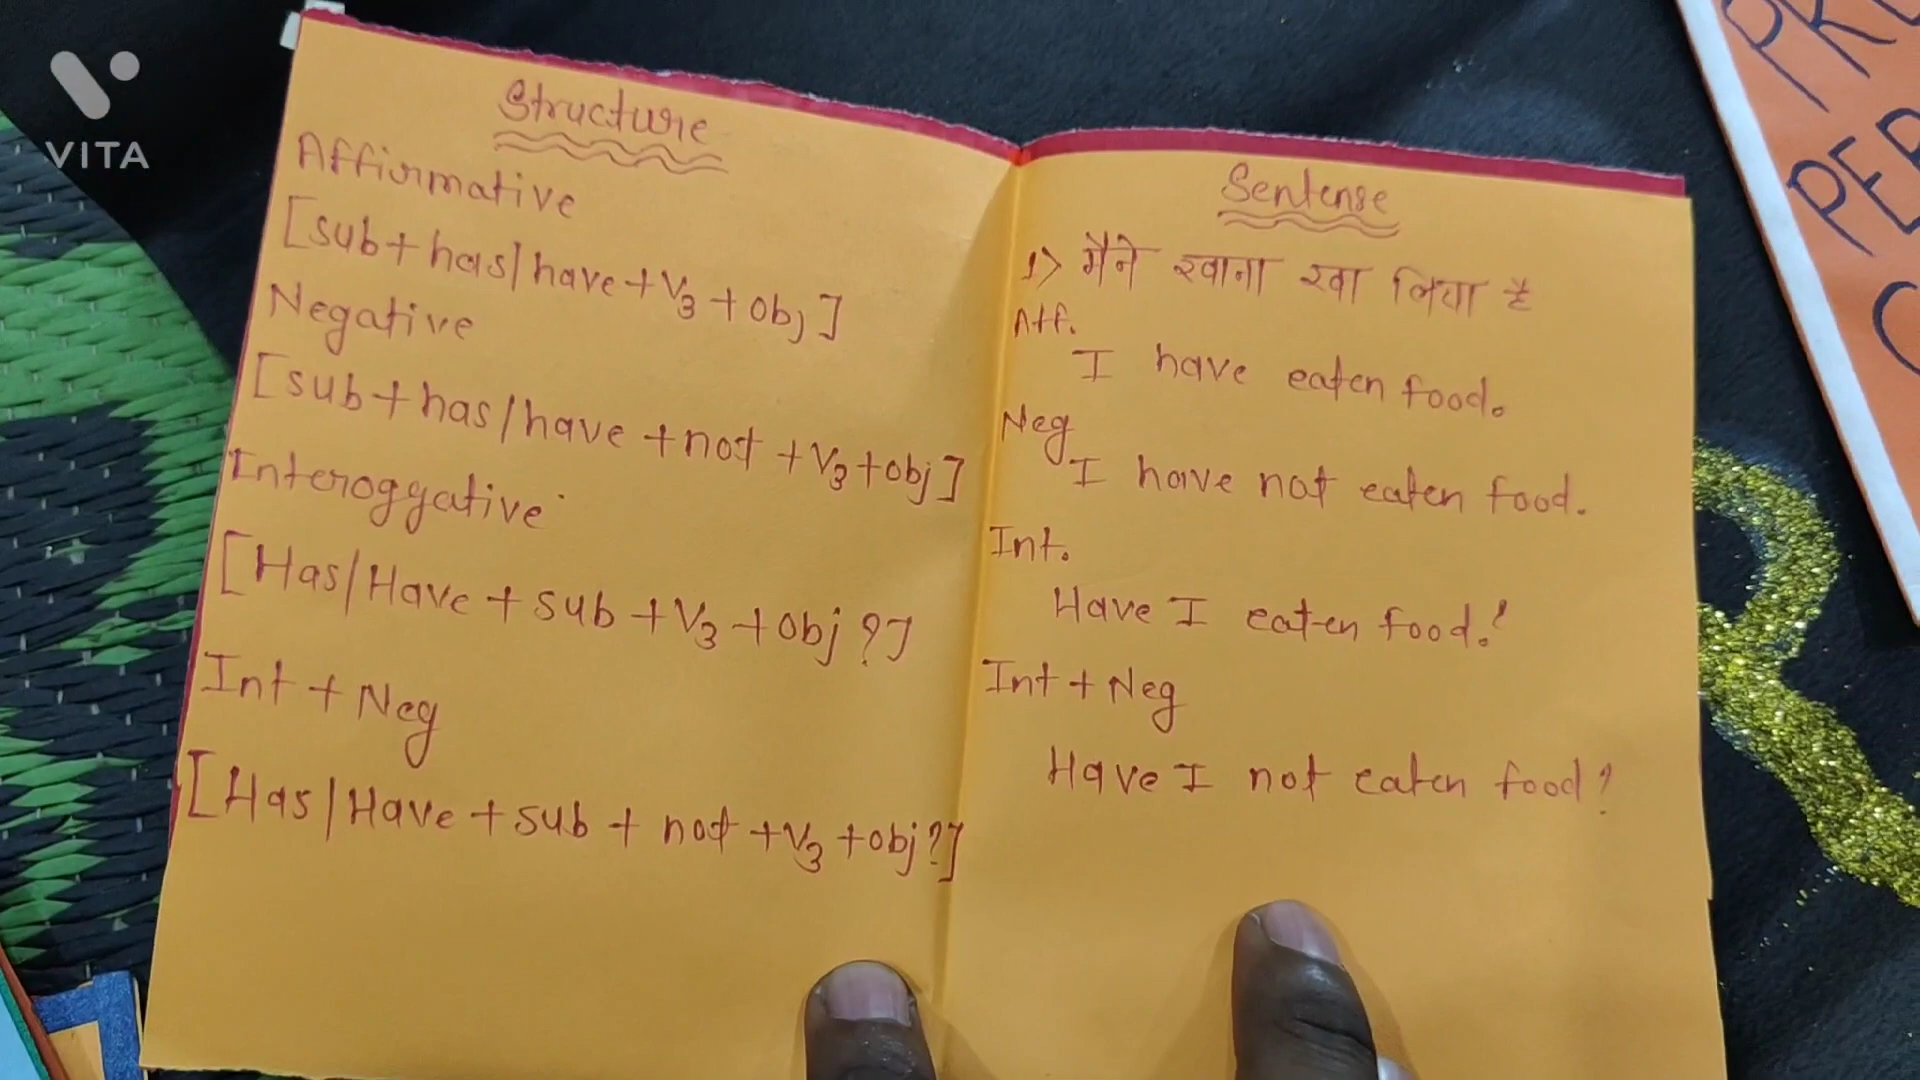 VITA
Structure
Affirmative
[sub+has/have+V3+obj]
Negative
[sub+has/have+not+V3+obj]
Interoggative
[Has/Have+sub+V3+obj?]
Int+Neg
[Has/Have+sub+not+V3+obj?]
Sentense
1> मैने खाना खा लिया है
Aff.
I have eaten food.
Neg
I have not eaten food.
Int.
Have I eaten food.?
Int+Neg
Have I not eaten food?